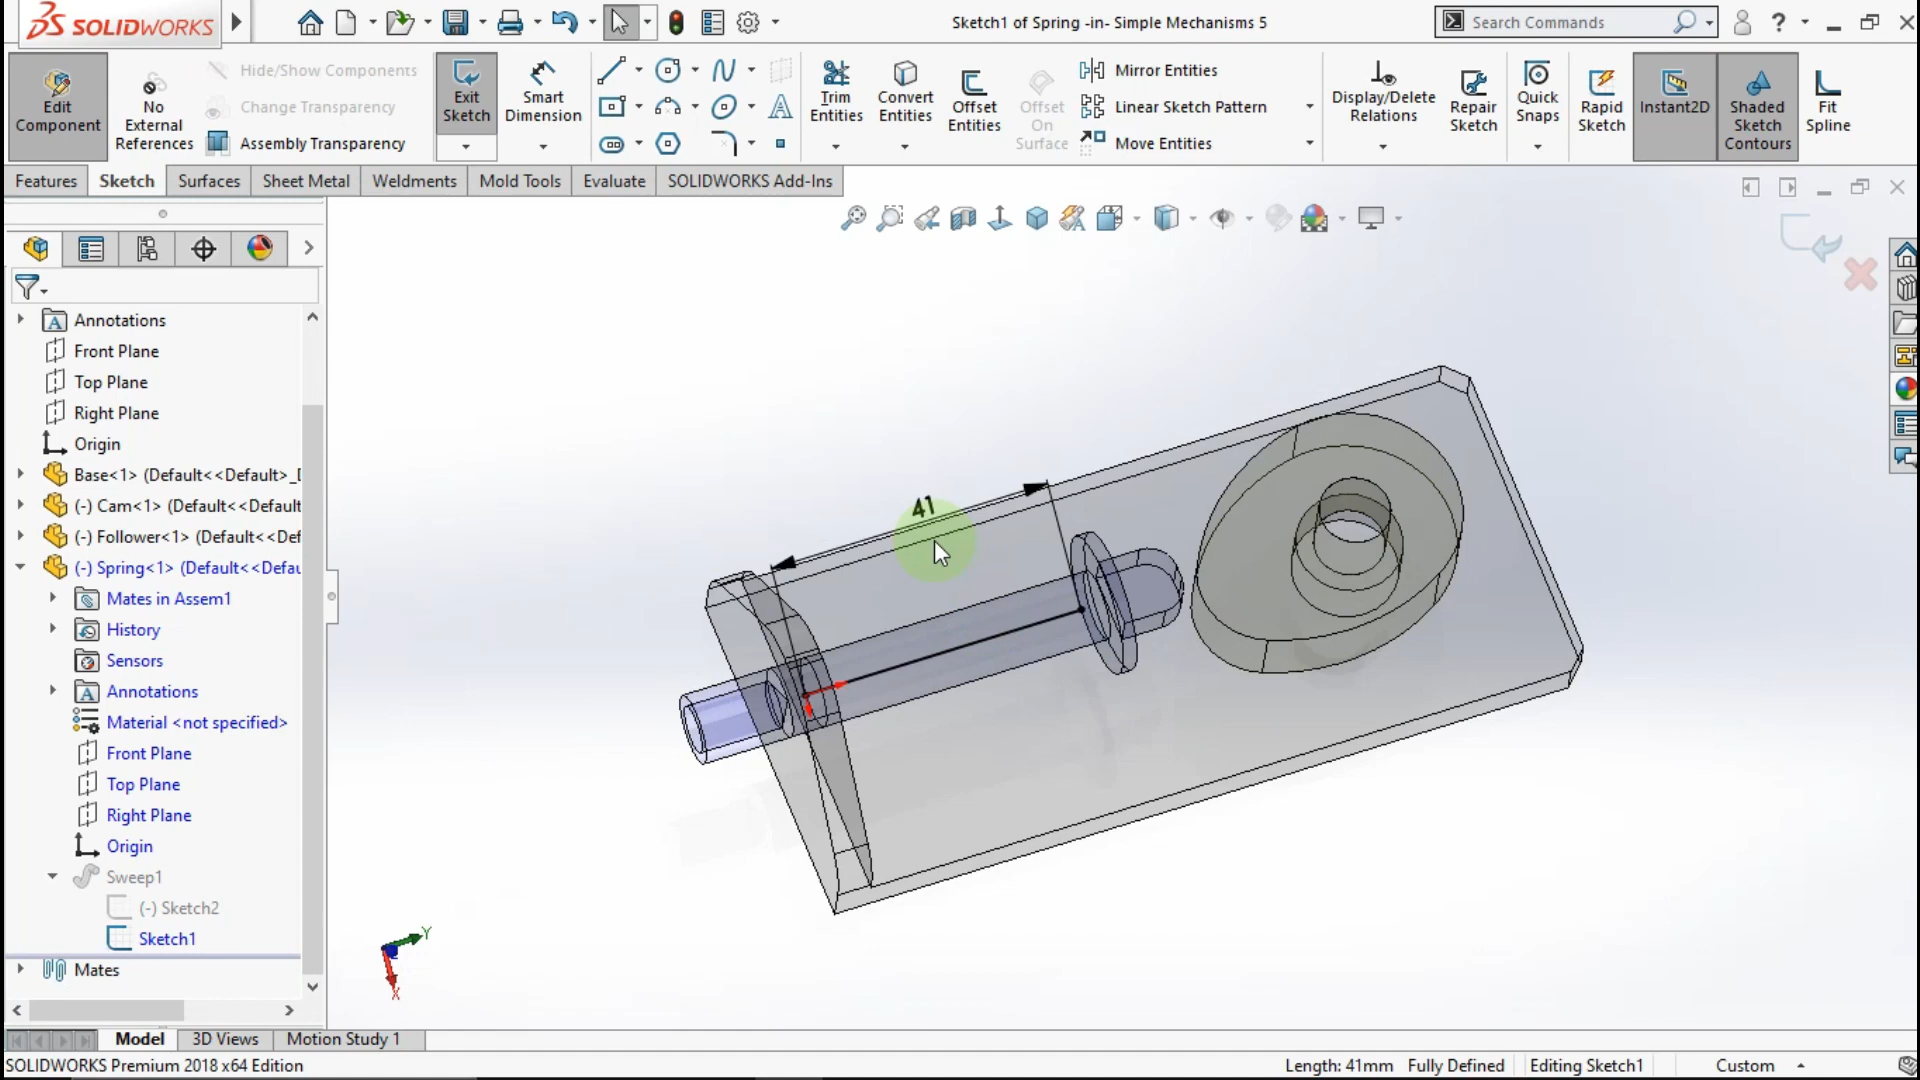 SOLIDWORKS
Sketch1 of Spring -in- Simple Mechanisms 5
Search Commands
?
Edit
Component
No
External
References
Hide/Show Components
Change Transparency
Assembly Transparency
Exit
Sketch
Smart
Dimension
Trim
Entities
Convert
Entities
Offset
Entities
Offset
On
Surface
Mirror Entities
Linear Sketch Pattern
Move Entities
Display/Delete
Relations
Repair
Sketch
Quick
Snaps
Rapid
Sketch
Instant2D
Shaded
Sketch
Contours
Fit
Spline
Features
Sketch
Surfaces
Sheet Metal
Weldments
Mold Tools
Evaluate
SOLIDWORKS Add-Ins
Annotations
Front Plane
Top Plane
Right Plane
Origin
Base<1> (Default<<Default>_
(-) Cam<1> (Default<<Default
(-) Follower<1> (Default<<Def
(-) Spring<1> (Default<<Defau
Mates in Assem1
History
Sensors
Annotations
Material <not specified>
Front Plane
Top Plane
Right Plane
Origin
Sweep1
(-) Sketch2
Sketch1
Mates
41
Y
X
Model
3D Views
Motion Study 1
SOLIDWORKS Premium 2018 x64 Edition
Length: 41mm
Fully Defined
Editing Sketch1
Custom